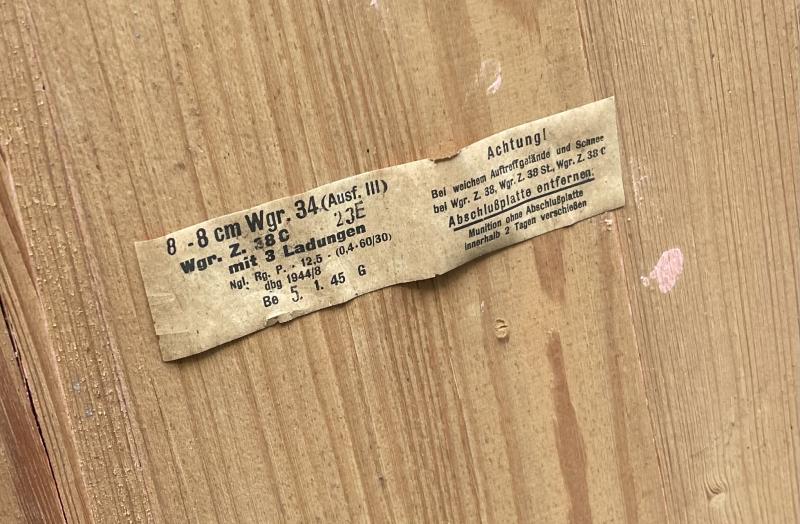 8 -8 cm Wgr. 34 (Ausf. III)
Wgr. Z. 38 C 23E
mit 3 Ladungen
Ngl. Rg. P. - 12,5 - (0,4·60/30)
dbg 1944/8
Be 5. 1. 45 G
Achtung!
Bei weichem Auftreffgelände und Schnee
bei Wgr. Z. 38, Wgr. Z. 38 St., Wgr. Z. 38 C
Abschlußplatte entfernen.
Munition ohne Abschlußplatte
innerhalb 2 Tagen verschießen